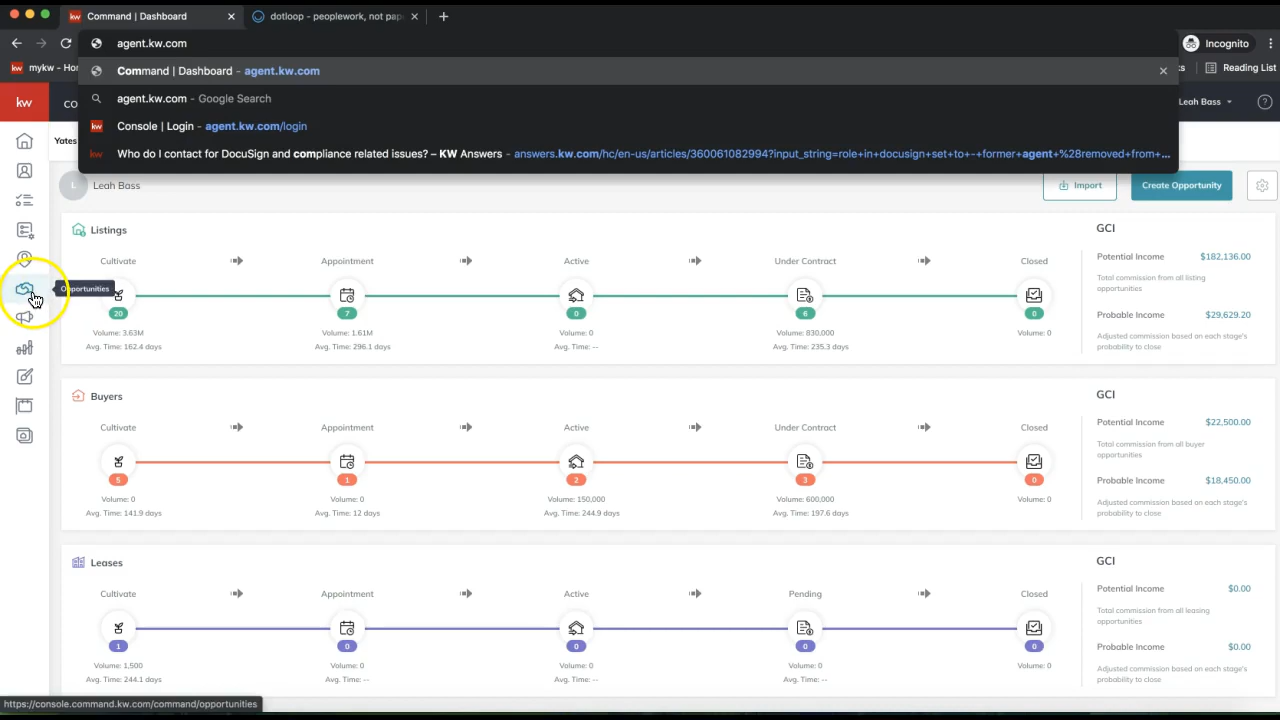 kw Command | Dashboard
dotloop - peoplework, not pap
agent.kw.com
Incognito
kw mykw - Ho
Reading List
Command | Dashboard - agent.kw.com
agent.kw.com - Google Search
kw Console | Login - agent.kw.com/login
kw Who do I contact for DocuSign and compliance related issues? – KW Answers - answers.kw.com/hc/en-us/articles/360061082994?input_string=role+in+docusign+set+to+-+former+agent+%28removed+from+...
kw CO
Leah Bass
Yates
L Leah Bass
Import
Create Opportunity
Opportunities
Listings
Cultivate Appointment Active Under Contract Closed
20 7 0 6 0
Volume: 3.63M Volume: 1.61M Volume: 0 Volume: 830,000 Volume: 0
Avg. Time: 162.4 days Avg. Time: 296.1 days Avg. Time: -- Avg. Time: 235.3 days
GCI
Potential Income $182,136.00
Total commission from all listing
opportunities
Probable Income $29,629.20
Adjusted commission based on each stage's
probability to close
Buyers
Cultivate Appointment Active Under Contract Closed
5 1 2 3 0
Volume: 0 Volume: 0 Volume: 150,000 Volume: 600,000 Volume: 0
Avg. Time: 141.9 days Avg. Time: 12 days Avg. Time: 244.9 days Avg. Time: 197.6 days
GCI
Potential Income $22,500.00
Total commission from all buyer
opportunities
Probable Income $18,450.00
Adjusted commission based on each stage's
probability to close
Leases
Cultivate Appointment Active Pending Closed
1 0 0 0 0
Volume: 1,500 Volume: 0 Volume: 0 Volume: 0 Volume: 0
Avg. Time: 244.1 days Avg. Time: -- Avg. Time: -- Avg. Time: --
GCI
Potential Income $0.00
Total commission from all leasing
opportunities
Probable Income $0.00
Adjusted commission based on each stage's
probability to close
https://console.command.kw.com/command/opportunities